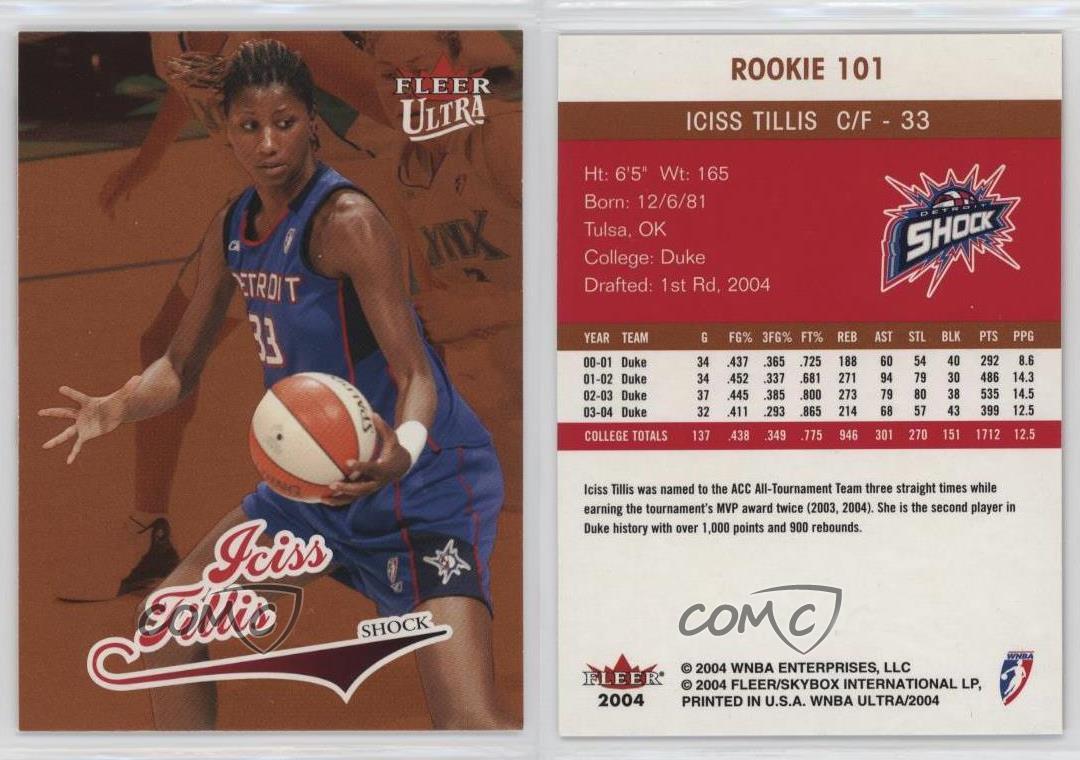 FLEER
ULTRA
YNX
DETROIT
33
SPALDING
Iciss
Tillis
SHOCK
COMC
ROOKIE 101
ICISS TILLIS C/F - 33
Ht: 6'5" Wt: 165
Born: 12/6/81
Tulsa, OK
College: Duke
Drafted: 1st Rd, 2004
DETROIT
SHOCK
YEAR TEAM G FG% 3FG% FT% REB AST STL BLK PTS PPG
00-01 Duke 34 .437 .365 .725 188 60 54 40 292 8.6
01-02 Duke 34 .452 .337 .681 271 94 79 30 486 14.3
02-03 Duke 37 .445 .385 .800 273 79 80 38 535 14.5
03-04 Duke 32 .411 .293 .865 214 68 57 43 399 12.5
COLLEGE TOTALS 137 .438 .349 .775 946 301 270 151 1712 12.5
Iciss Tillis was named to the ACC All-Tournament Team three straight times while
earning the tournament's MVP award twice (2003, 2004). She is the second player in
Duke history with over 1,000 points and 900 rebounds.
COMC
FLEER
2004
© 2004 WNBA ENTERPRISES, LLC
© 2004 FLEER/SKYBOX INTERNATIONAL LP,
PRINTED IN U.S.A. WNBA ULTRA/2004
WNBA